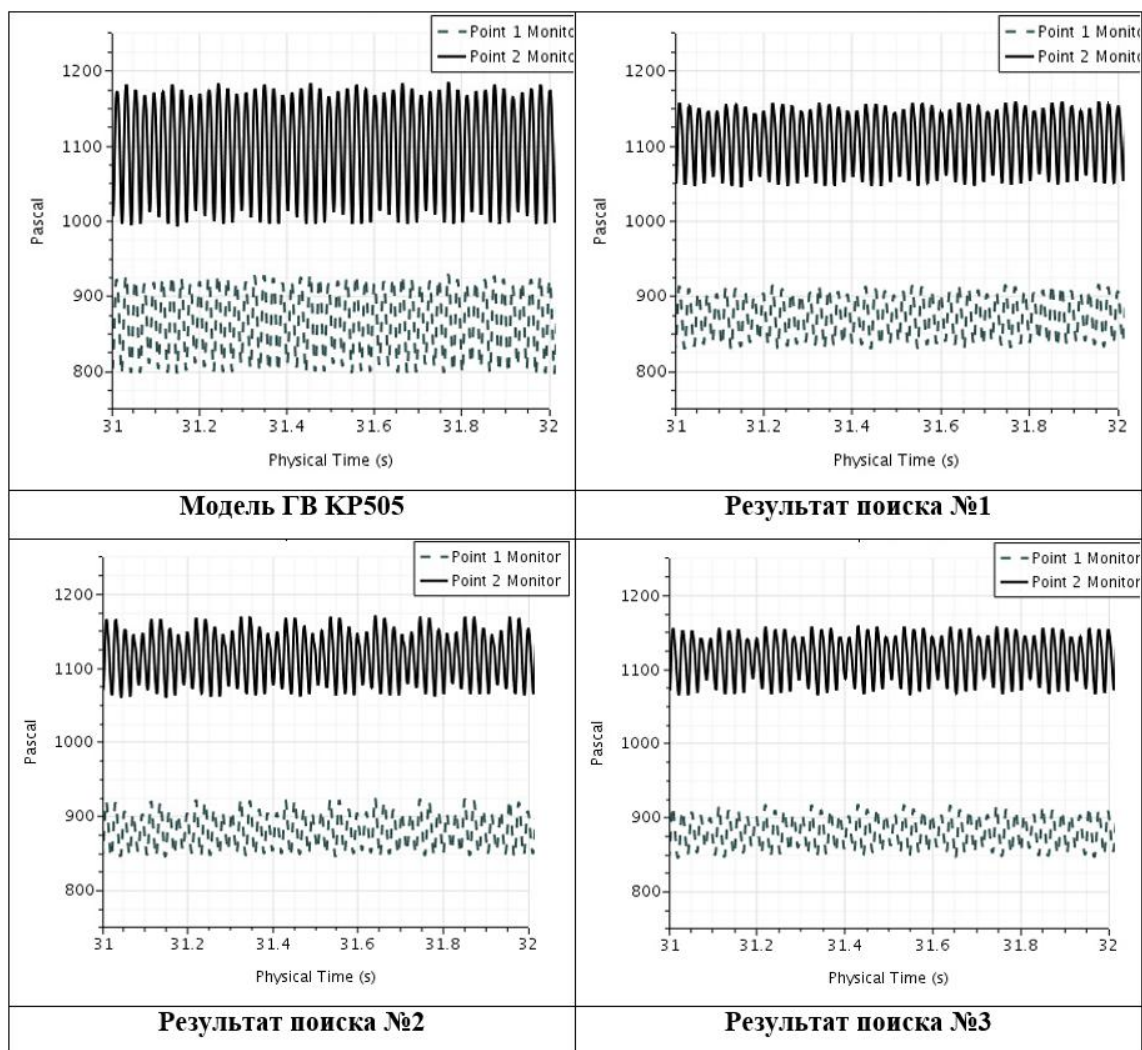 Point 1 Monito
Point 2 Monito
1200
1100
1000
900
800
Pascal
31 31.2 31.4 31.6 31.8 32
Physical Time (s)
Модель ГВ КР505
Point 1 Monito
Point 2 Monito
1200
1100
1000
900
800
Pascal
31 31.2 31.4 31.6 31.8 32
Physical Time (s)
Результат поиска №1
Point 1 Monitor
Point 2 Monitor
1200
1100
1000
900
800
Pascal
31 31.2 31.4 31.6 31.8 32
Physical Time (s)
Результат поиска №2
Point 1 Monitor
Point 2 Monitor
1200
1100
1000
900
800
Pascal
31 31.2 31.4 31.6 31.8 32
Physical Time (s)
Результат поиска №3